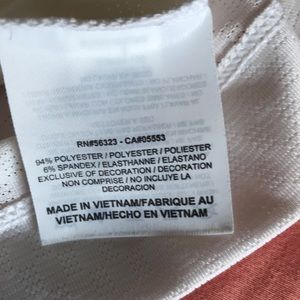 RN#56323 - CA#05553
94% POLYESTER / POLYESTER / POLIESTER
6% SPANDEX / ELASTHANNE / ELASTANO
EXCLUSIVE OF DECORATION / DECORATION
NON COMPRISE / NO INCLUYE LA
DECORACION
MADE IN VIETNAM/FABRIQUE AU
VIETNAM/HECHO EN VIETNAM